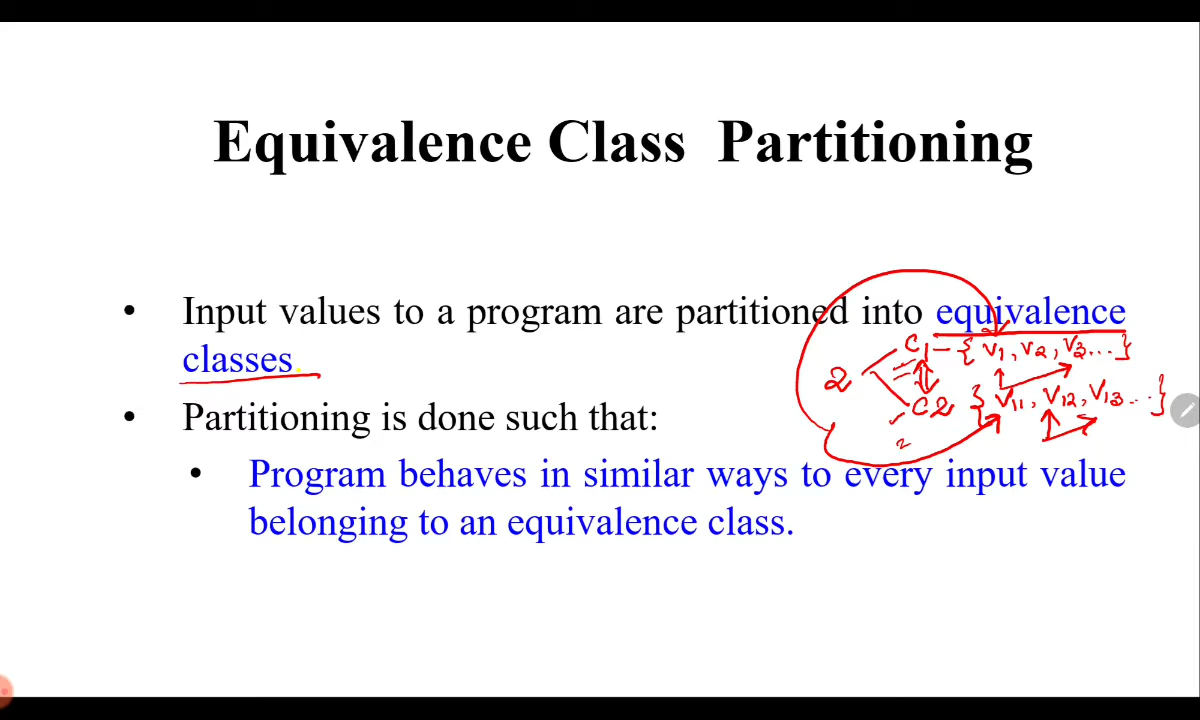 Equivalence Class Partitioning
• Input values to a program are partitioned into equivalence
classes.
2
C1 – { V1, V2, V3 ... }
C2 { V11, V12, V13 ... }
2
• Partitioning is done such that:
• Program behaves in similar ways to every input value
belonging to an equivalence class.